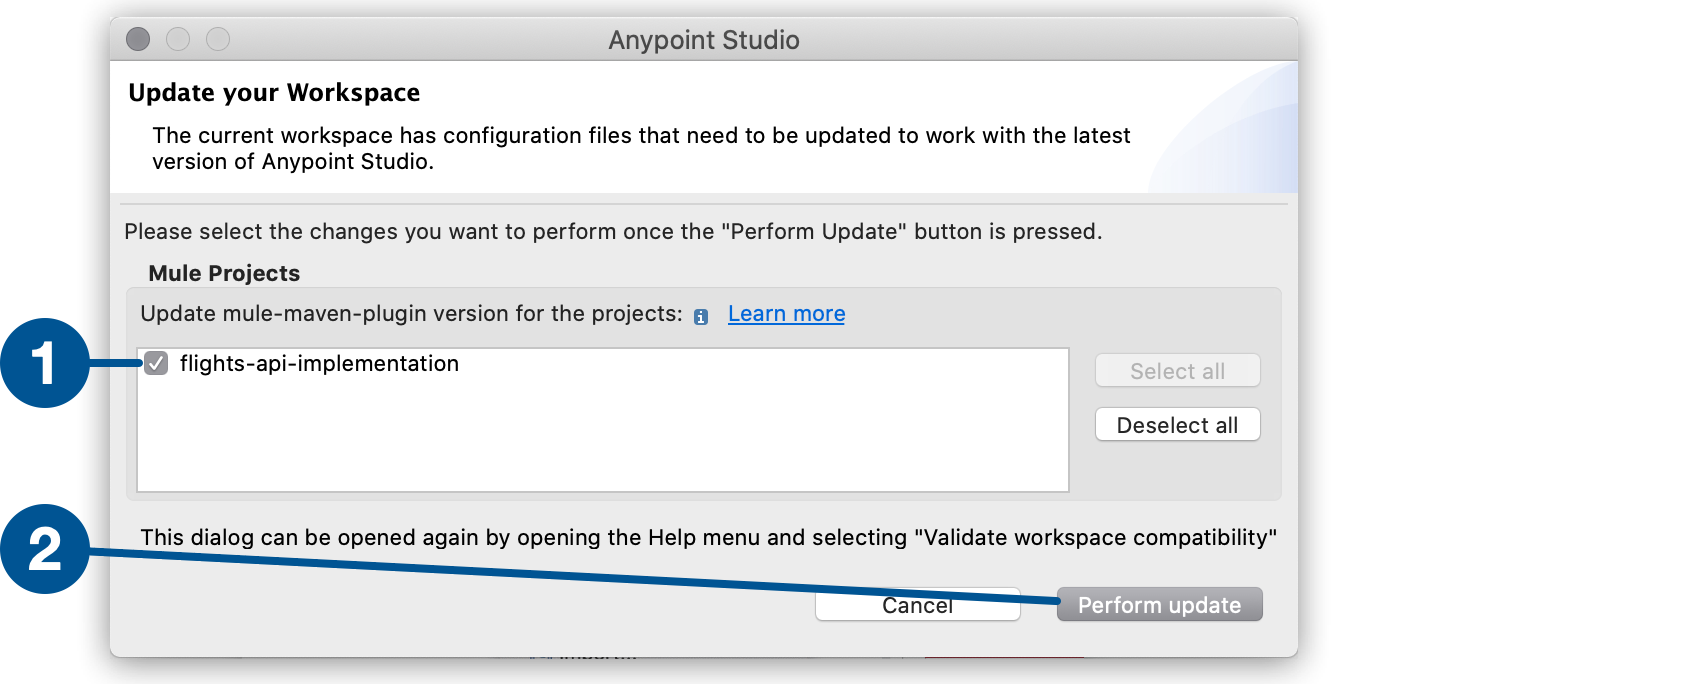 Anypoint Studio
Update your Workspace
The current workspace has configuration files that need to be updated to work with the latest
version of Anypoint Studio.
Please select the changes you want to perform once the "Perform Update" button is pressed.
Mule Projects
Update mule-maven-plugin version for the projects: Learn more
1
flights-api-implementation
Select all
Deselect all
2
This dialog can be opened again by opening the Help menu and selecting "Validate workspace compatibility"
Cancel
Perform update